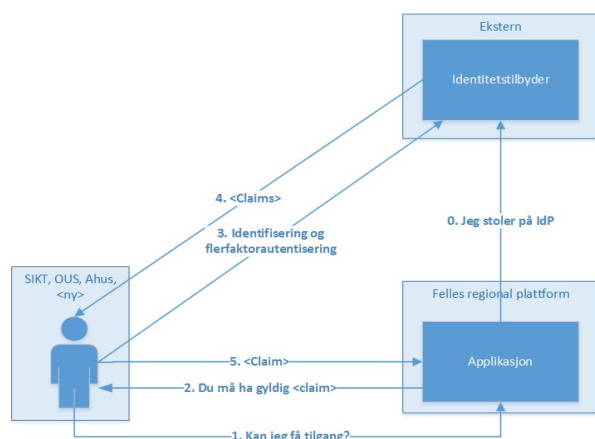 Ekstern
Identitetstilbyder
4. <Claims>
3. Identifisering og
flerfaktorautentisering
0. Jeg stoler på IdP
SIKT, OUS, Ahus,
<ny>
Felles regional plattform
Applikasjon
5. <Claim>
2. Du må ha gyldig <claim>
1. Kan jeg få tilgang?